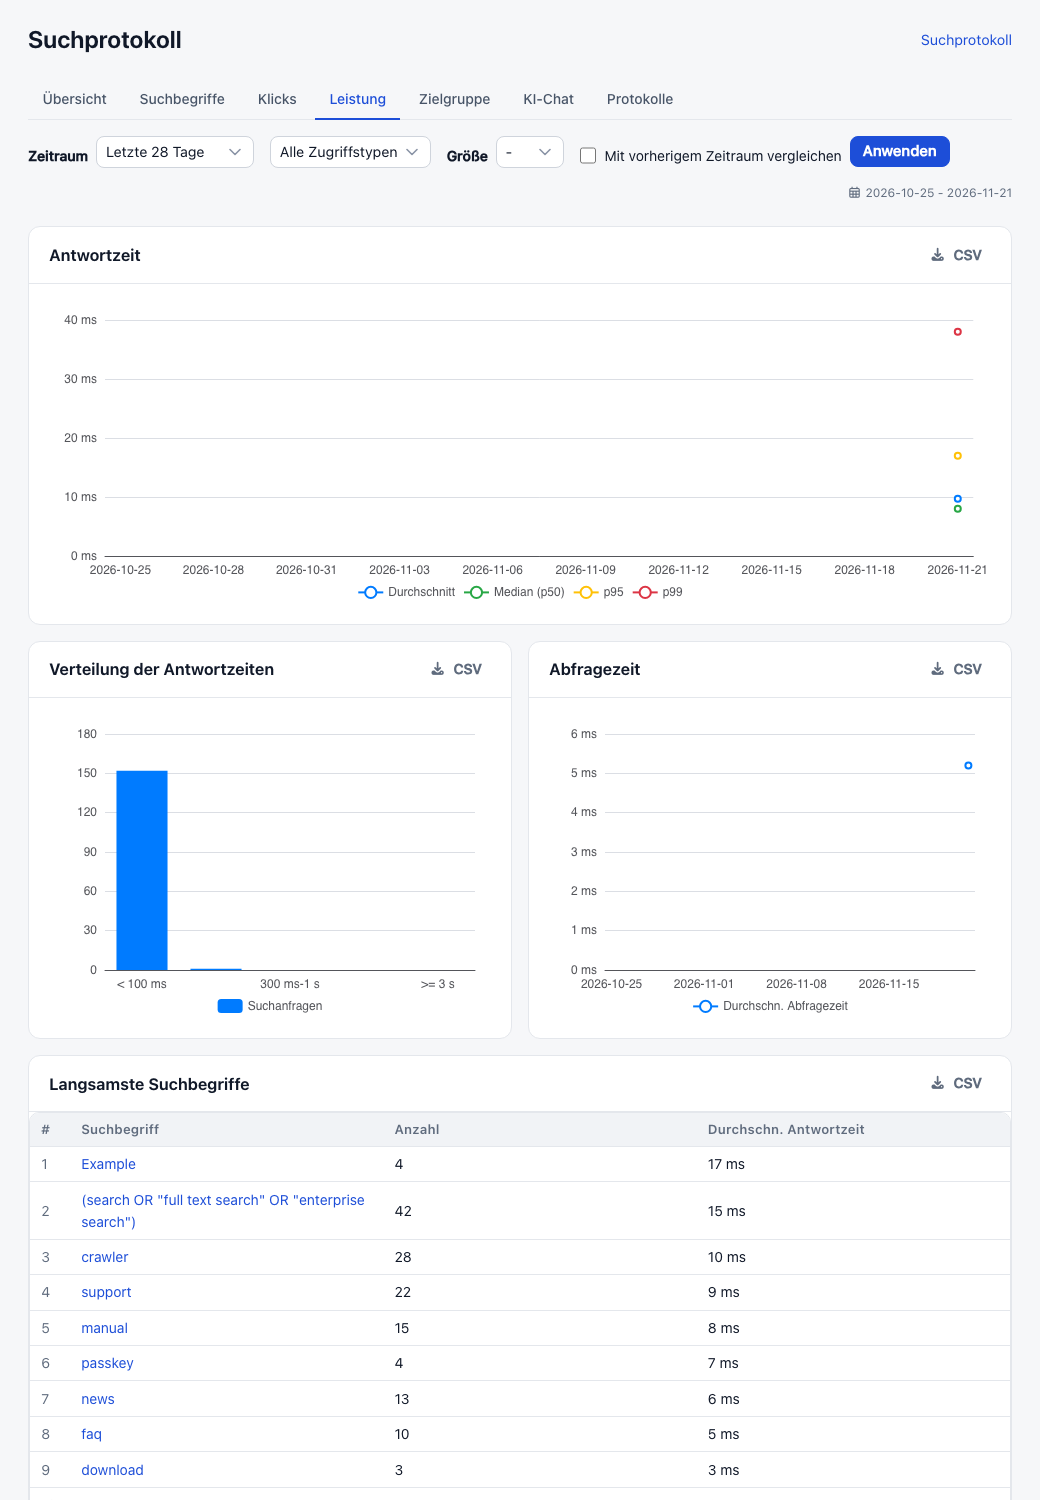 Suchprotokoll
Suchprotokoll
Übersicht Suchbegriffe Klicks Leistung Zielgruppe KI-Chat Protokolle
Zeitraum Letzte 28 Tage Alle Zugriffstypen Größe - Mit vorherigem Zeitraum vergleichen Anwenden
2026-10-25 - 2026-11-21
Antwortzeit CSV
40 ms
30 ms
20 ms
10 ms
0 ms
2026-10-25 2026-10-28 2026-10-31 2026-11-03 2026-11-06 2026-11-09 2026-11-12 2026-11-15 2026-11-18 2026-11-21
Durchschnitt Median (p50) p95 p99
Verteilung der Antwortzeiten CSV
180
150
120
90
60
30
0
< 100 ms 300 ms-1 s >= 3 s
Suchanfragen
Abfragezeit CSV
6 ms
5 ms
4 ms
3 ms
2 ms
1 ms
0 ms
2026-10-25 2026-11-01 2026-11-08 2026-11-15
Durchschn. Abfragezeit
Langsamste Suchbegriffe CSV
# Suchbegriff Anzahl Durchschn. Antwortzeit
1 Example 4 17 ms
2 (search OR "full text search" OR "enterprise search") 42 15 ms
3 crawler 28 10 ms
4 support 22 9 ms
5 manual 15 8 ms
6 passkey 4 7 ms
7 news 13 6 ms
8 faq 10 5 ms
9 download 3 3 ms